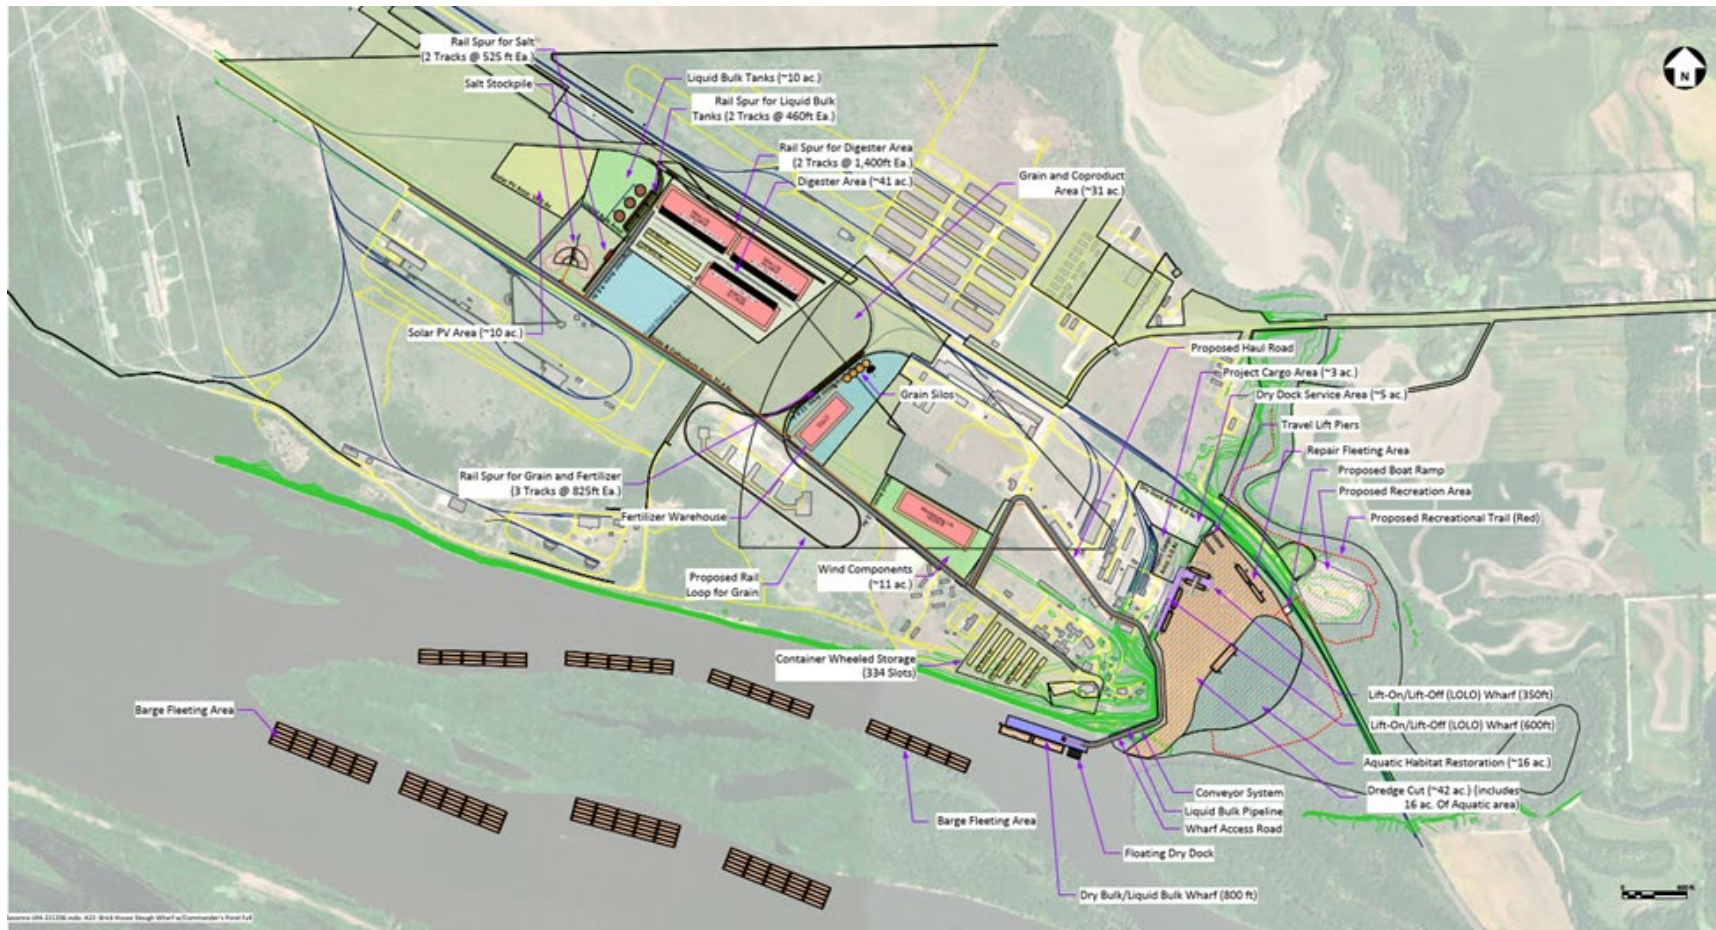 Rail Spur for Salt
(2 Tracks @ 525 ft Ea.)
Salt Stockpile
Liquid Bulk Tanks (~10 ac.)
Rail Spur for Liquid Bulk
Tanks (2 Tracks @ 460ft Ea.)
Rail Spur for Digester Area
(2 Tracks @ 1,400ft Ea.)
Digester Area (~41 ac.)
Grain and Coproduct
Area (~31 ac.)
N
Solar PV Area (~10 ac.)
Grain Silos
Proposed Haul Road
Project Cargo Area (~3 ac.)
Dry Dock Service Area (~5 ac.)
Travel Lift Piers
Repair Fleeting Area
Proposed Boat Ramp
Proposed Recreation Area
Proposed Recreational Trail (Red)
Rail Spur for Grain and Fertilizer
(3 Tracks @ 825ft Ea.)
Fertilizer Warehouse
Proposed Rail
Loop for Grain
Wind Components
(~11 ac.)
Container Wheeled Storage
(334 Slots)
Barge Fleeting Area
Barge Fleeting Area
Lift-On/Lift-Off (LOLO) Wharf (350ft)
Lift-On/Lift-Off (LOLO) Wharf (600ft)
Aquatic Habitat Restoration (~16 ac.)
Dredge Cut (~42 ac.) (includes
16 ac. Of Aquatic area)
Conveyor System
Liquid Bulk Pipeline
Wharf Access Road
Floating Dry Dock
Dry Bulk/Liquid Bulk Wharf (800 ft)